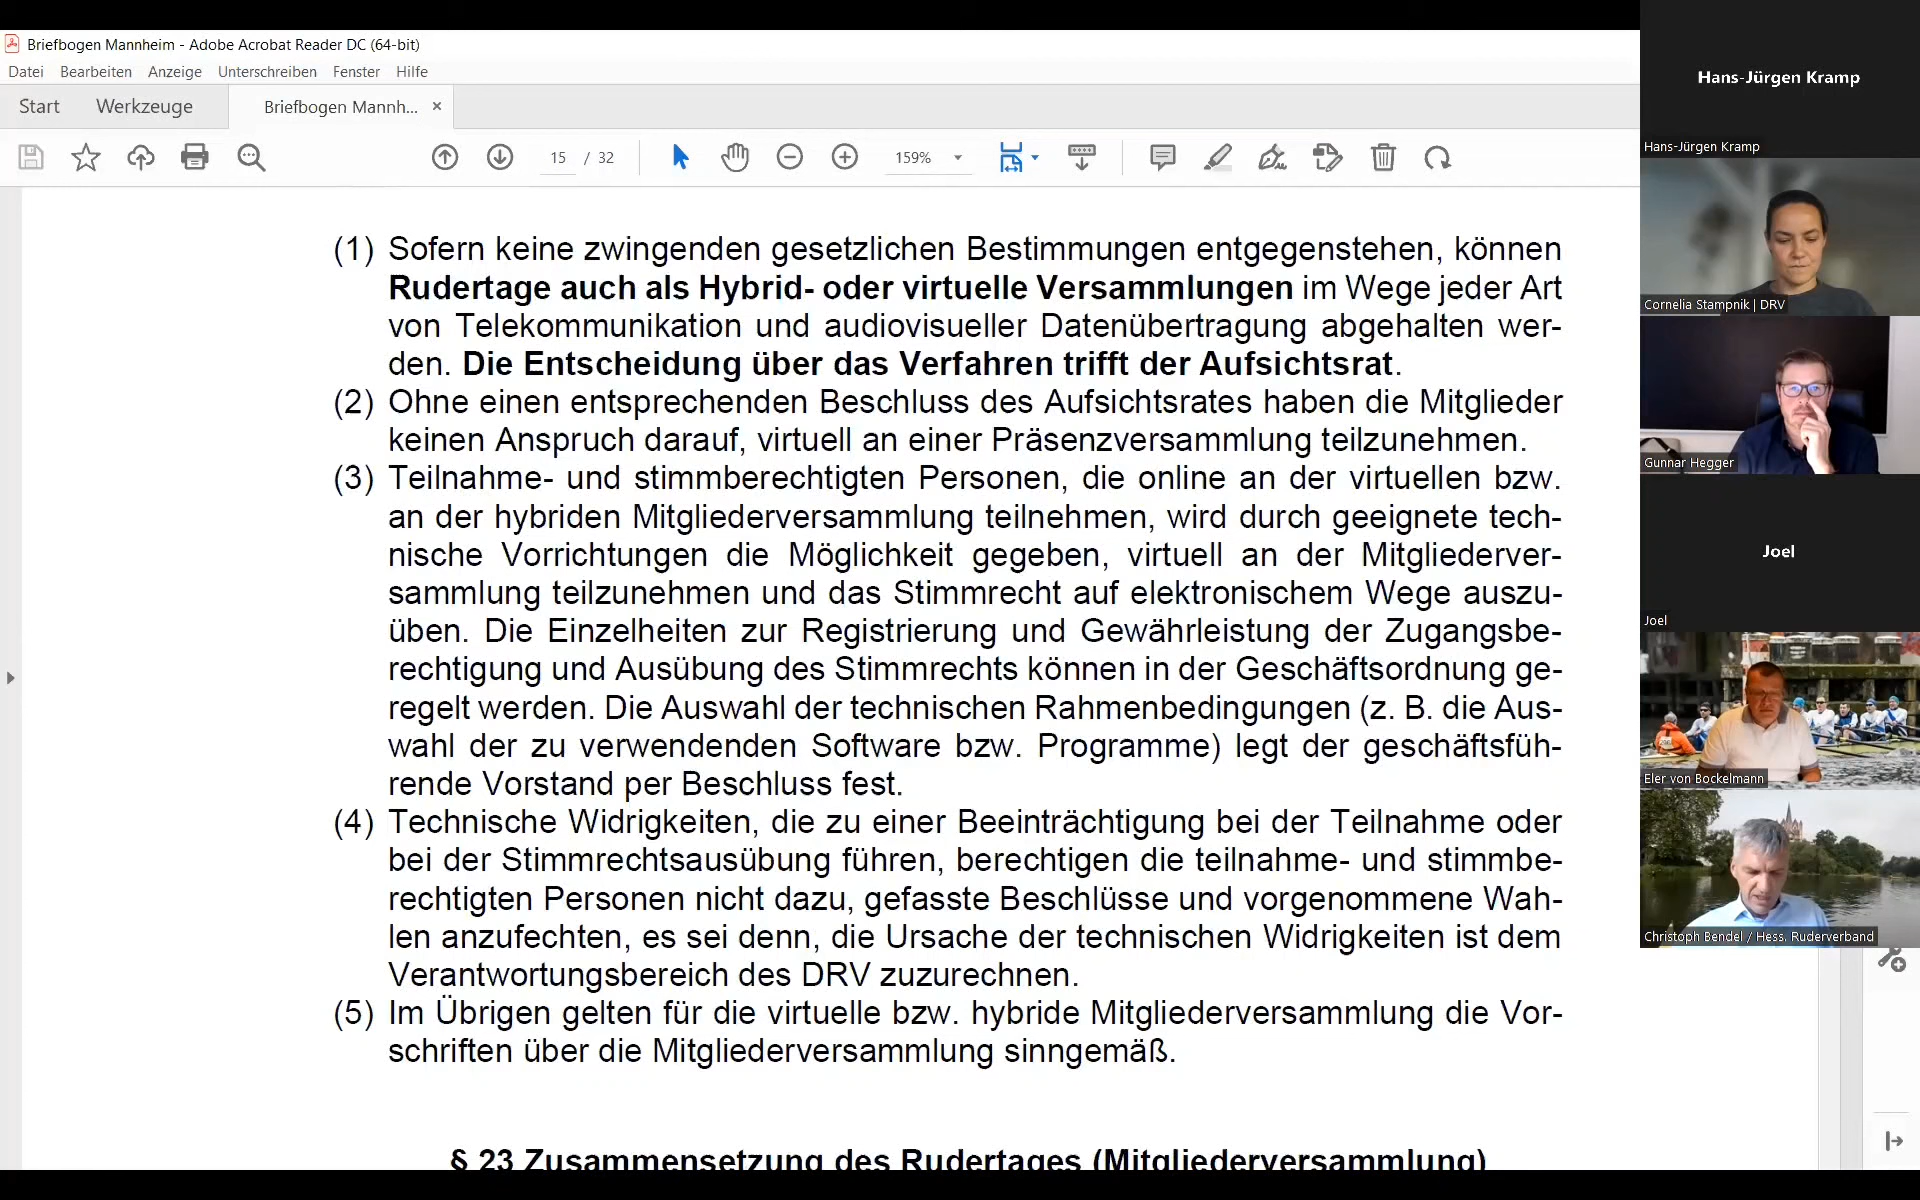 Briefbogen Mannheim - Adobe Acrobat Reader DC (64-bit)
Datei Bearbeiten Anzeige Unterschreiben Fenster Hilfe
Start Werkzeuge Briefbogen Mannh... ×
15 / 32 159%
(1) Sofern keine zwingenden gesetzlichen Bestimmungen entgegenstehen, können
Rudertage auch als Hybrid- oder virtuelle Versammlungen im Wege jeder Art
von Telekommunikation und audiovisueller Datenübertragung abgehalten wer-
den. Die Entscheidung über das Verfahren trifft der Aufsichtsrat.
(2) Ohne einen entsprechenden Beschluss des Aufsichtsrates haben die Mitglieder
keinen Anspruch darauf, virtuell an einer Präsenzversammlung teilzunehmen.
(3) Teilnahme- und stimmberechtigten Personen, die online an der virtuellen bzw.
an der hybriden Mitgliederversammlung teilnehmen, wird durch geeignete tech-
nische Vorrichtungen die Möglichkeit gegeben, virtuell an der Mitgliederver-
sammlung teilzunehmen und das Stimmrecht auf elektronischem Wege auszu-
üben. Die Einzelheiten zur Registrierung und Gewährleistung der Zugangsbe-
rechtigung und Ausübung des Stimmrechts können in der Geschäftsordnung ge-
regelt werden. Die Auswahl der technischen Rahmenbedingungen (z. B. die Aus-
wahl der zu verwendenden Software bzw. Programme) legt der geschäftsfüh-
rende Vorstand per Beschluss fest.
(4) Technische Widrigkeiten, die zu einer Beeinträchtigung bei der Teilnahme oder
bei der Stimmrechtsausübung führen, berechtigen die teilnahme- und stimmbe-
rechtigten Personen nicht dazu, gefasste Beschlüsse und vorgenommene Wah-
len anzufechten, es sei denn, die Ursache der technischen Widrigkeiten ist dem
Verantwortungsbereich des DRV zuzurechnen.
(5) Im Übrigen gelten für die virtuelle bzw. hybride Mitgliederversammlung die Vor-
schriften über die Mitgliederversammlung sinngemäß.
§ 23 Zusammensetzung des Rudertages (Mitgliederversammlung)
Hans-Jürgen Kramp
Hans-Jürgen Kramp
Cornelia Stampnik | DRV
Gunnar Hegger
Joel
Joel
Eler von Bockelmann
Christoph Bendel / Hess. Ruderverband